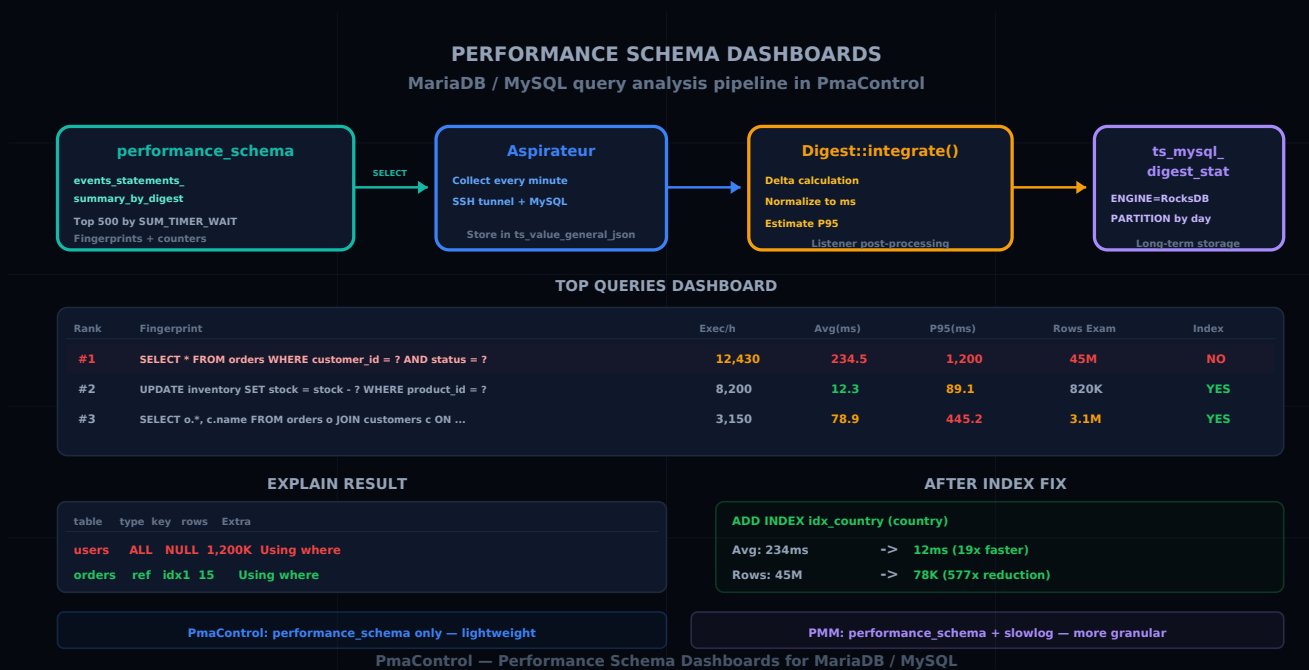 PERFORMANCE SCHEMA DASHBOARDS
MariaDB / MySQL query analysis pipeline in PmaControl
performance_schema
events_statements_
summary_by_digest
Top 500 by SUM_TIMER_WAIT
Fingerprints + counters
SELECT
Aspirateur
Collect every minute
SSH tunnel + MySQL
Store in ts_value_general_json
Digest::integrate()
Delta calculation
Normalize to ms
Estimate P95
Listener post-processing
ts_mysql_
digest_stat
ENGINE=RocksDB
PARTITION by day
Long-term storage
TOP QUERIES DASHBOARD
Rank Fingerprint Exec/h Avg(ms) P95(ms) Rows Exam Index
#1 SELECT * FROM orders WHERE customer_id = ? AND status = ? 12,430 234.5 1,200 45M NO
#2 UPDATE inventory SET stock = stock - ? WHERE product_id = ? 8,200 12.3 89.1 820K YES
#3 SELECT o.*, c.name FROM orders o JOIN customers c ON ... 3,150 78.9 445.2 3.1M YES
EXPLAIN RESULT
table type key rows Extra
users ALL NULL 1,200K Using where
orders ref idx1 15 Using where
AFTER INDEX FIX
ADD INDEX idx_country (country)
Avg: 234ms -> 12ms (19x faster)
Rows: 45M -> 78K (577x reduction)
PmaControl: performance_schema only — lightweight
PMM: performance_schema + slowlog — more granular
PmaControl — Performance Schema Dashboards for MariaDB / MySQL